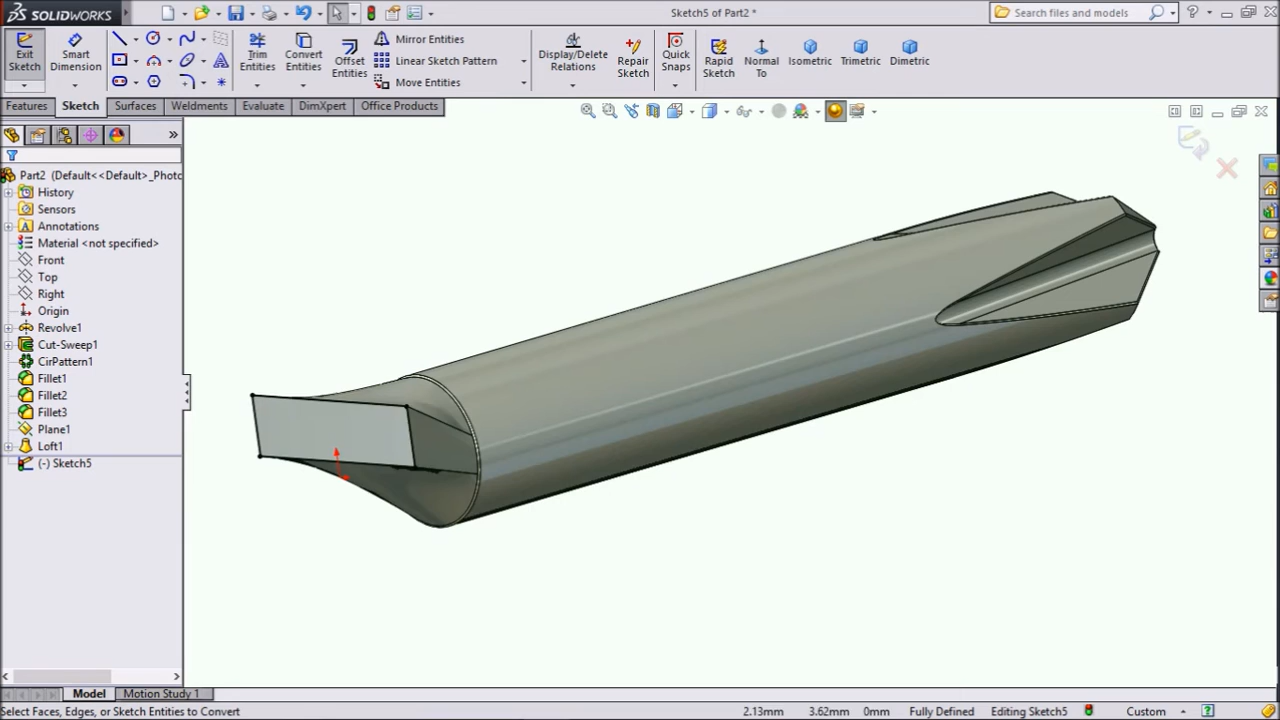 SOLIDWORKS
Sketch5 of Part2 *
Search files and models
Exit Sketch
Smart Dimension
Trim Entities
Convert Entities
Offset Entities
Mirror Entities
Linear Sketch Pattern
Move Entities
Display/Delete Relations
Repair Sketch
Quick Snaps
Rapid Sketch
Normal To
Isometric
Trimetric
Dimetric
Features
Sketch
Surfaces
Weldments
Evaluate
DimXpert
Office Products
Part2 (Default<<Default>_Photo
History
Sensors
Annotations
Material <not specified>
Front
Top
Right
Origin
Revolve1
Cut-Sweep1
CirPattern1
Fillet1
Fillet2
Fillet3
Plane1
Loft1
(-) Sketch5
Model
Motion Study 1
Select Faces, Edges, or Sketch Entities to Convert
2.13mm
3.62mm
0mm
Fully Defined
Editing Sketch5
Custom